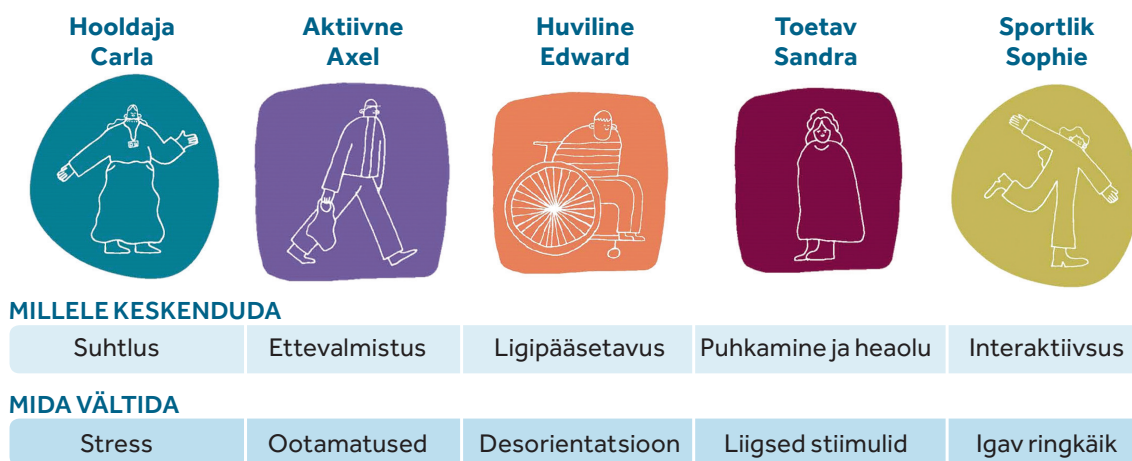 Hooldaja
Carla
Aktiivne
Axel
Huviline
Edward
Toetav
Sandra
Sportlik
Sophie
MILLELE KESKENDUDA
Suhtlus Ettevalmistus Ligipääsetavus Puhkamine ja heaolu Interaktiivsus
MIDA VÄLTIDA
Stress Ootamatused Desorientatsioon Liigsed stiimulid Igav ringkäik